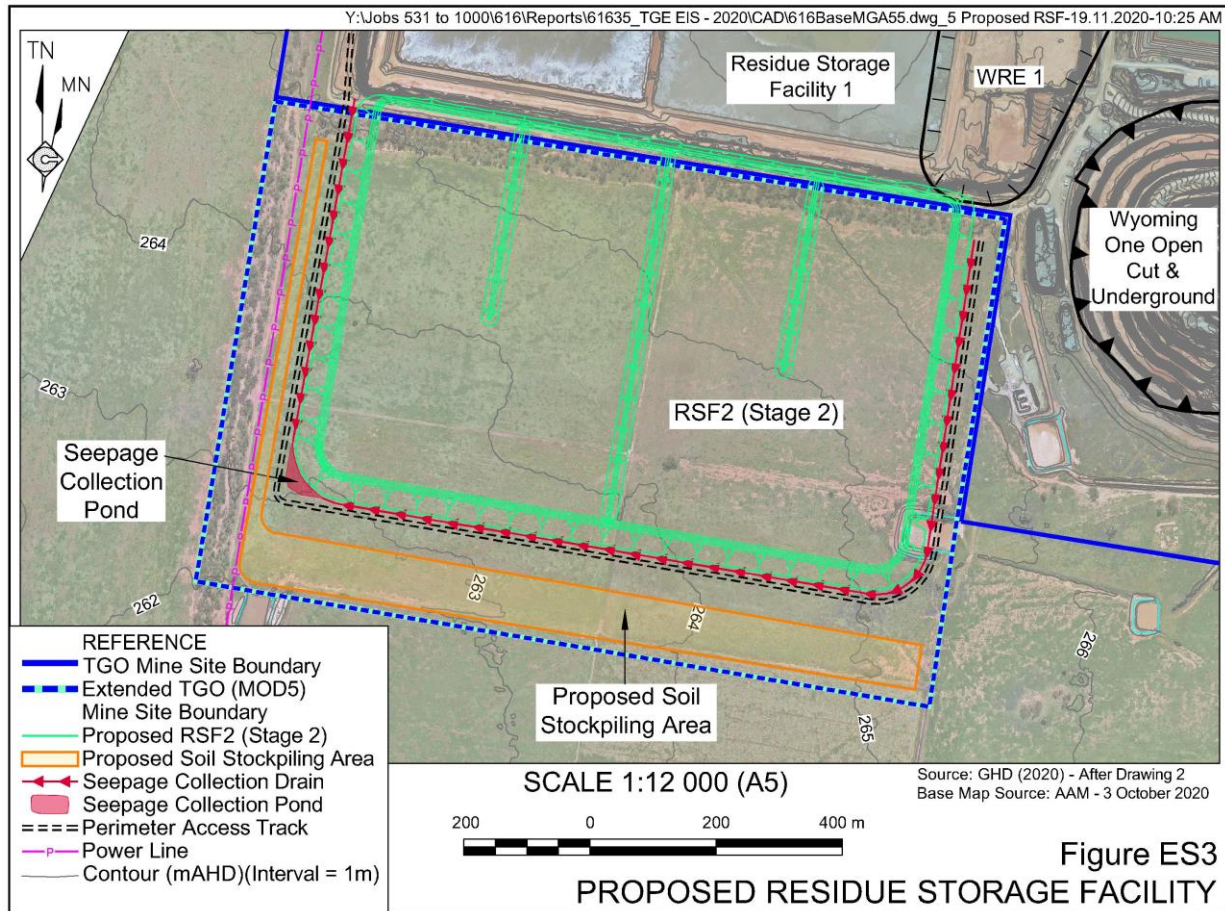 Y:\Jobs 531 to 1000\616\Reports\61635_TGE EIS - 2020\CAD\616BaseMGA55.dwg_5 Proposed RSF-19.11.2020-10:25 AM
TN
MN
Residue Storage
Facility 1
WRE 1
Wyoming
One Open
Cut &
Underground
264
263
RSF2 (Stage 2)
Seepage
Collection
Pond
P
P
P
P
P
P
P
P
262
263
264
265
266
Proposed Soil
Stockpiling Area
REFERENCE
TGO Mine Site Boundary
Extended TGO (MOD5)
Mine Site Boundary
Proposed RSF2 (Stage 2)
Proposed Soil Stockpiling Area
Seepage Collection Drain
Seepage Collection Pond
Perimeter Access Track
P Power Line
Contour (mAHD)(Interval = 1m)
SCALE 1:12 000 (A5)
200 0 200 400 m
Source: GHD (2020) - After Drawing 2
Base Map Source: AAM - 3 October 2020
Figure ES3
PROPOSED RESIDUE STORAGE FACILITY